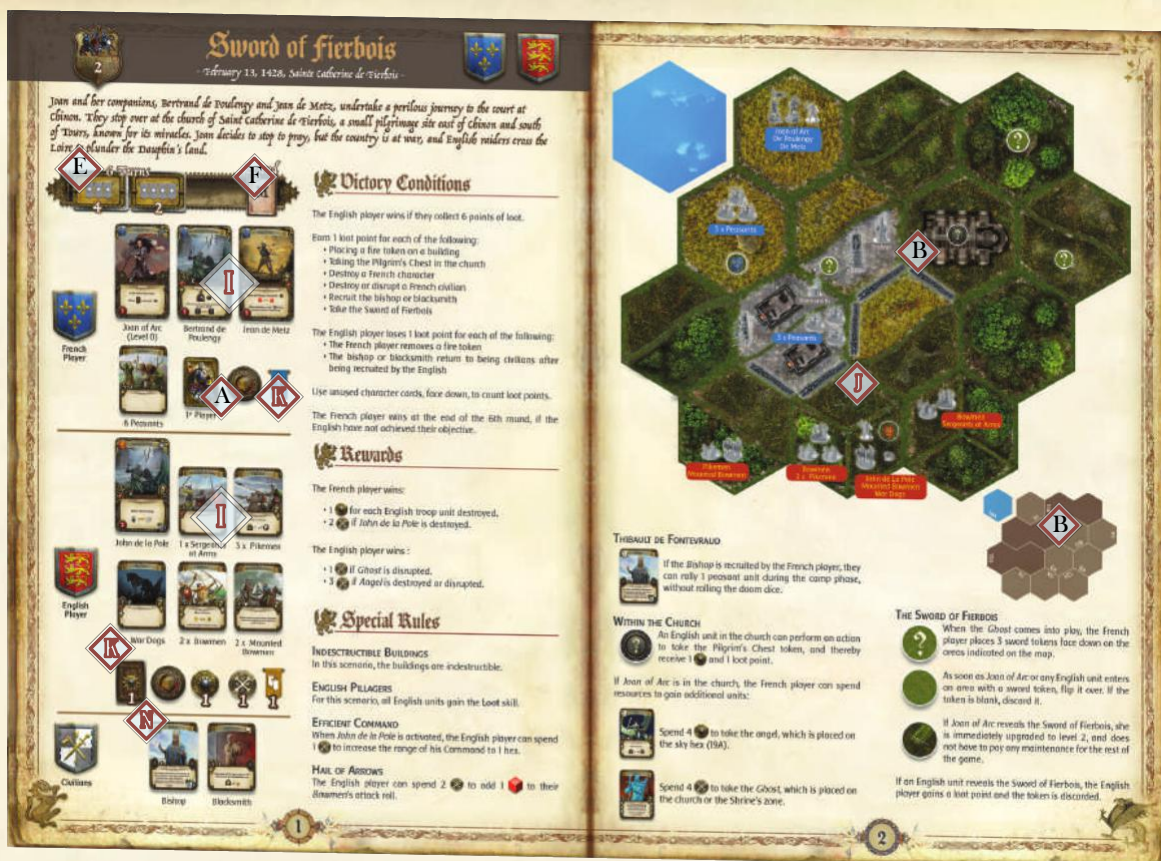 2
Sword of Fierbois
- February 13, 1428, Sainte Catherine de Fierbois -
Joan and her companions, Bertrand de Poulengy and Jean de Metz, undertake a perilous journey to the court at
Chinon. They stop over at the church of Saint Catherine de Fierbois, a small pilgrimage site east of Chinon and south
of Tours, known for its miracles. Joan decides to stop to pray, but the country is at war, and English raiders cross the
Loire to plunder the Dauphin's land.
E
Turns
F
4
2
I
Joan of Arc
(Level 0)
Bertrand de
Poulengy
Jean de Metz
French
Player
6 Peasants
1st Player
A
K
John de la Pole
1 x Sergeants
at Arms
3 x Pikemen
I
English
Player
War Dogs
2 x Bowmen
2 x Mounted
Bowmen
K
1
1
1
1
N
Civilians
Bishop
Blacksmith
Victory Conditions
The English player wins if they collect 6 points of loot.
Earn 1 loot point for each of the following:
• Placing a fire token on a building
• Taking the Pilgrim's Chest in the church
• Destroy a French character
• Destroy or disrupt a French civilian
• Recruit the bishop or blacksmith
• Take the Sword of Fierbois
The English player loses 1 loot point for each of the following:
• The French player removes a fire token
• The bishop or blacksmith return to being civilians after
being recruited by the English
Use unused character cards, face down, to count loot points.
The French player wins at the end of the 6th round, if the
English have not achieved their objective.
Rewards
The French player wins:
• 1 for each English troop unit destroyed.
• 2 if John de la Pole is destroyed.
The English player wins :
• 1 if Ghost is disrupted.
• 3 if Angel is destroyed or disrupted.
Special Rules
INDESTRUCTIBLE BUILDINGS
In this scenario, the buildings are indestructible.
ENGLISH PILLAGERS
For this scenario, all English units gain the Loot skill.
EFFICIENT COMMAND
When John de la Pole is activated, the English player can spend
1 to increase the range of his Command to 1 hex.
HAIL OF ARROWS
The English player can spend 2 to add 1 to their
Bowmen's attack roll.
1
Joan of Arc
De Poulengy
De Metz
?
3 x Peasants
B
?
?
3 x Peasants
J
Bowmen
Sergeants at Arms
Pikemen
Mounted Bowmen
Bowmen
2 x Pikemen
John de La Pole
Mounted Bowmen
War Dogs
B
THIBAULT DE FONTEVRAUD
If the Bishop is recruited by the French player, they
can rally 1 peasant unit during the camp phase,
without rolling the doom dice.
WITHIN THE CHURCH
An English unit in the church can perform an action
to take the Pilgrim's Chest token, and thereby
receive 1 and 1 loot point.
If Joan of Arc is in the church, the French player can spend
resources to gain additional units:
Spend 4 to take the angel, which is placed on
the sky hex (19A).
Spend 4 to take the Ghost, which is placed on
the church or the Shrine's zone.
THE SWORD OF FIERBOIS
?
When the Ghost comes into play, the French
player places 3 sword tokens face down on the
areas indicated on the map.
As soon as Joan of Arc or any English unit enters
an area with a sword token, flip it over. If the
token is blank, discard it.
If Joan of Arc reveals the Sword of Fierbois, she
is immediately upgraded to level 2, and does
not have to pay any maintenance for the rest of
the game.
If an English unit reveals the Sword of Fierbois, the English
player gains a loot point and the token is discarded.
2